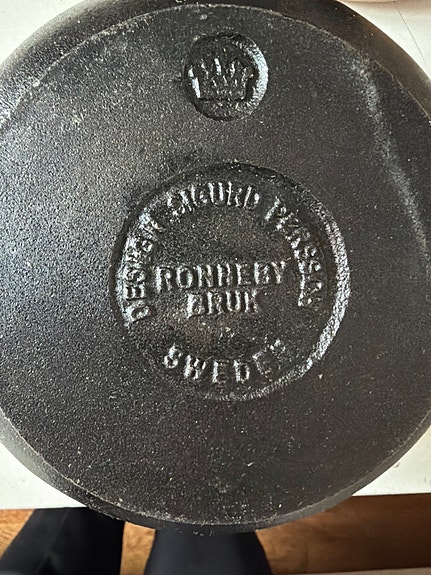 DESIGN SIGURD PERSSON
RONNEBY
BRUK
SWEDEN